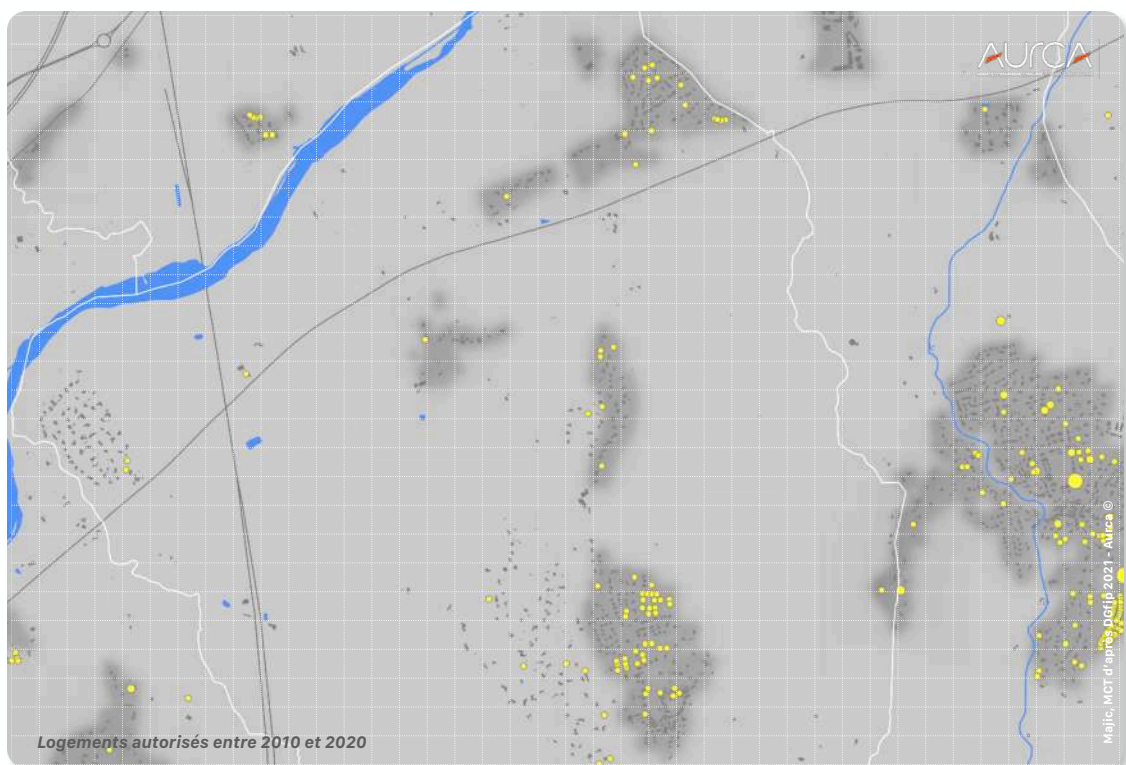 AURCA
Logements autorisés entre 2010 et 2020
Majic, MCT d'après DGfip 2021 - Aurca ©